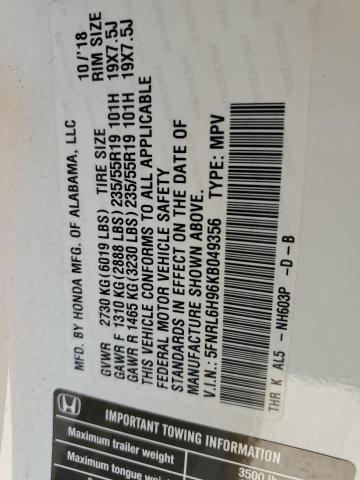 MFD. BY HONDA MFG. OF ALABAMA, LLC 10/'18
GVWR 2730 KG (6019 LBS) TIRE SIZE RIM SIZE
GAWR F 1310 KG (2888 LBS) 235/55R19 101H 19X7.5J
GAWR R 1465 KG (3230 LBS) 235/55R19 101H 19X7.5J
THIS VEHICLE CONFORMS TO ALL APPLICABLE
FEDERAL MOTOR VEHICLE SAFETY
STANDARDS IN EFFECT ON THE DATE OF
MANUFACTURE SHOWN ABOVE.
V.I.N.: 5FNRL6H96KB049356 TYPE: MPV
THR K AL5 - NH603P -D -B
IMPORTANT TOWING INFORMATION
Maximum trailer weight 3500 lb
Maximum tongue weight